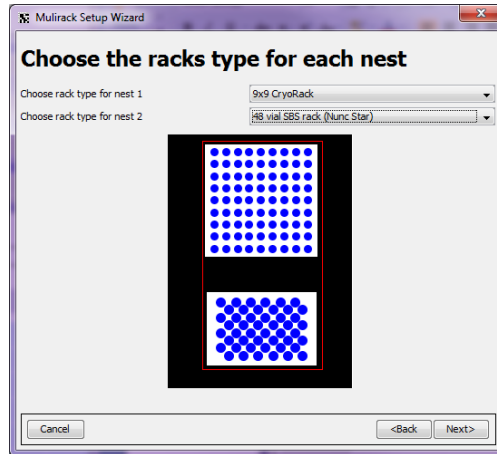 Mulirack Setup Wizard
Choose the racks type for each nest
Choose rack type for nest 1 9x9 CryoRack
Choose rack type for nest 2 48 vial SBS rack (Nunc Star)
Cancel <Back Next>